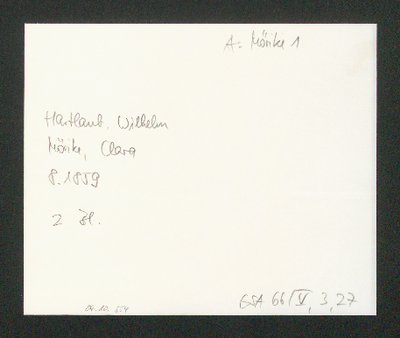 A: Mörike 1
Hartlaub, Wilhelm
Mörike, Clara
8.1859
2 Bl.
GSA 66/V, 3,27